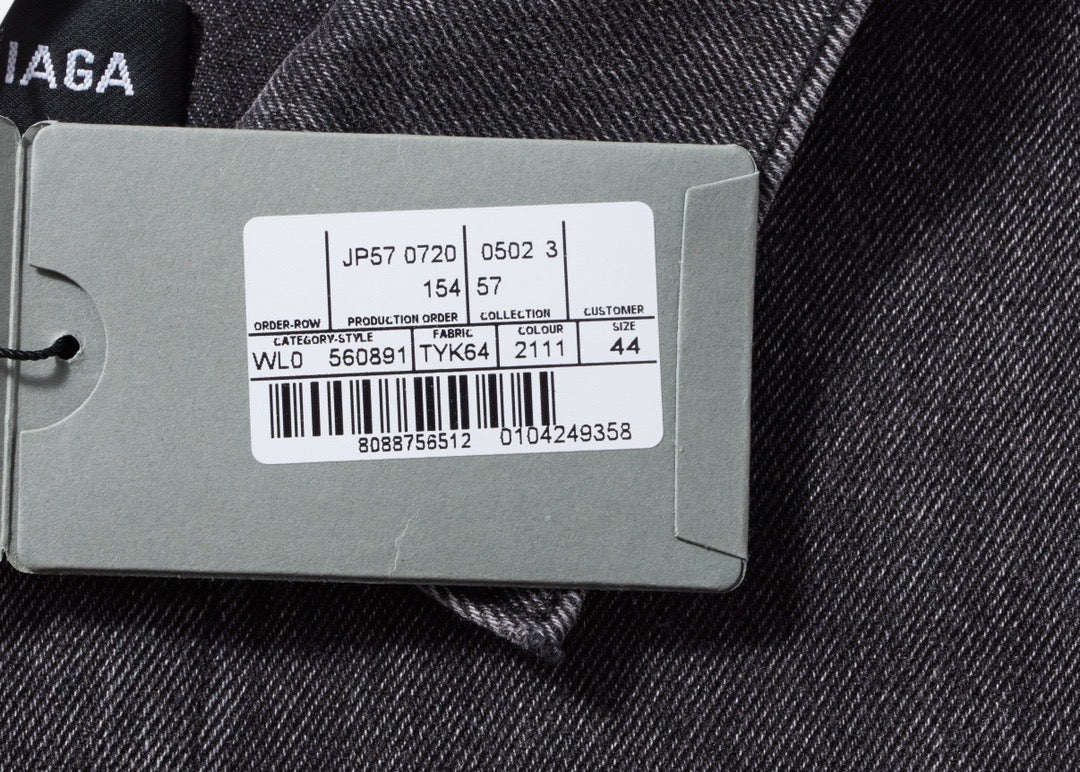 IAGA
JP57 0720 0502 3
154 57
ORDER-ROW PRODUCTION ORDER COLLECTION CUSTOMER
CATEGORY-STYLE FABRIC COLOUR SIZE
WL0 560891 TYK64 2111 44
8088756512 0104249358